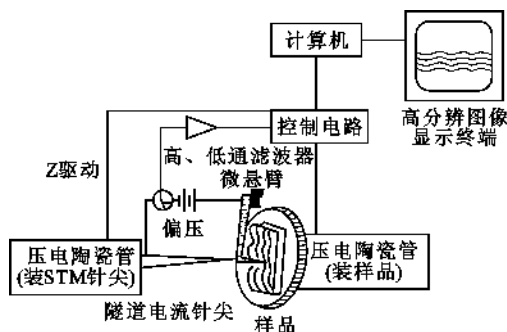 计算机
高分辨图像
显示终端
控制电路
高、低通滤波器
微悬臂
Z驱动
偏压
压电陶瓷管
(装STM针尖)
压电陶瓷管
(装样品)
隧道电流针尖
样品